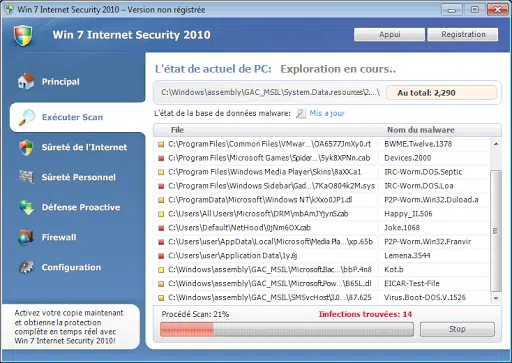 Win 7 Internet Security 2010 – Version non régistrée
Win 7 Internet Security 2010
Appui
Registration
Principal
Exécuter Scan
Sûreté de l'Internet
Sûreté Personnel
Défense Proactive
Firewall
Configuration
Activez votre copie maintenant
et obtienne la protection
complète en temps réel avec
Win 7 Internet Security 2010!
L'état de actuel de PC: Exploration en cours..
C:\Windows\assembly\GAC_MSIL\System.Data.resources\2...\
Au total: 2,290
L'état de la base de données malware: Mis a jour
File Nom du malware
C:\Program Files\Common Files\VMwar...\OA6577JmXy0.rt BWME.Twelve.1378
C:\Program Files\Microsoft Games\Spider...\5yk8XPNin.cab Devices.2000
C:\Program Files\Windows Media Player\Skins\8aXX.a1 IRC-Worm.DOS.Septic
C:\Program Files\Windows Sidebar\Gad...\7KaO804k2M.sys IRC-Worm.DOS.Loa
C:\ProgramData\Microsoft\Windows NT\kXxo0JP1.dl P2P-Worm.Win32.Duload.a
C:\Users\All Users\Microsoft\DRM\mbAmJYjyn5.cab Happy_II.506
C:\Users\Default\NetHood\0jNm6OX.cab Joke.1068
C:\Users\user\AppData\Local\Microsoft\Media Pla...\xp.65b P2P-Worm.Win32.Franvir
C:\Users\user\Application Data\1y.6j Lemena.3544
C:\Windows\assembly\GAC_MSIL\Microsoft.Bac...\bbP.4n8 Kot.b
C:\Windows\assembly\GAC_MSIL\Microsoft.Pow...\B65L.dl EICAR-Test-File
C:\Windows\assembly\GAC_MSIL\SMSvcHost\3.0...\87.625 Virus.Boot-DOS.V.1526
Procédé Scan: 21% Iinfections trouvées: 14
Stop